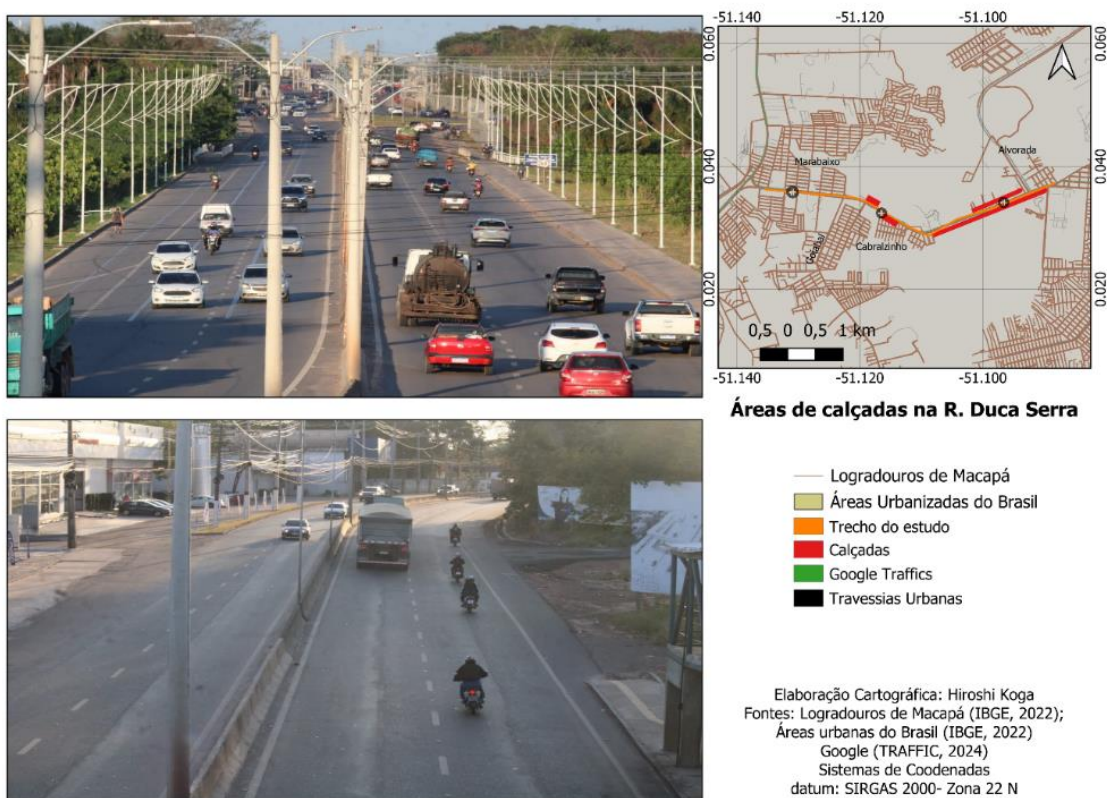 -51.140 -51.120 -51.100
0.060
0.060
0.040
0.040
0.020
0.020
Marabaixo
Alvorada
Cabralzinho
0,5 0 0,5 1 km
-51.140 -51.120 -51.100
Áreas de calçadas na R. Duca Serra
Logradouros de Macapá
Áreas Urbanizadas do Brasil
Trecho do estudo
Calçadas
Google Traffics
Travessias Urbanas
Elaboração Cartográfica: Hiroshi Koga
Fontes: Logradouros de Macapá (IBGE, 2022);
Áreas urbanas do Brasil (IBGE, 2022)
Google (TRAFFIC, 2024)
Sistemas de Coodenadas
datum: SIRGAS 2000- Zona 22 N